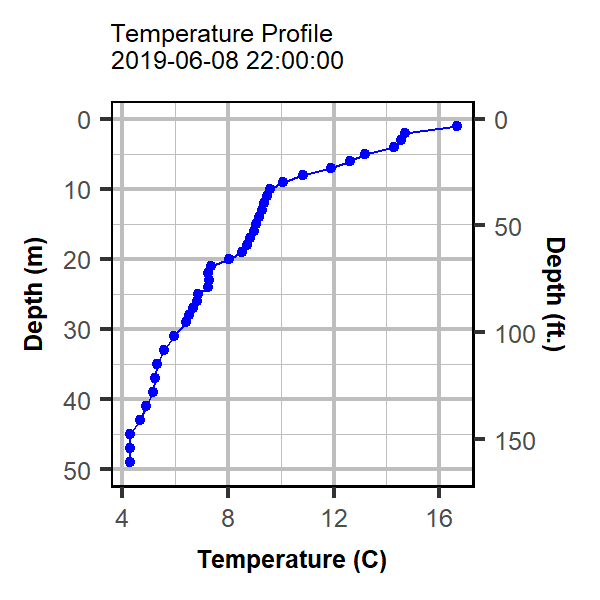 Temperature Profile
2019-06-08 22:00:00
0
10
20
30
40
50
Depth (m)
0
50
100
150
Depth (ft.)
4 8 12 16
Temperature (C)